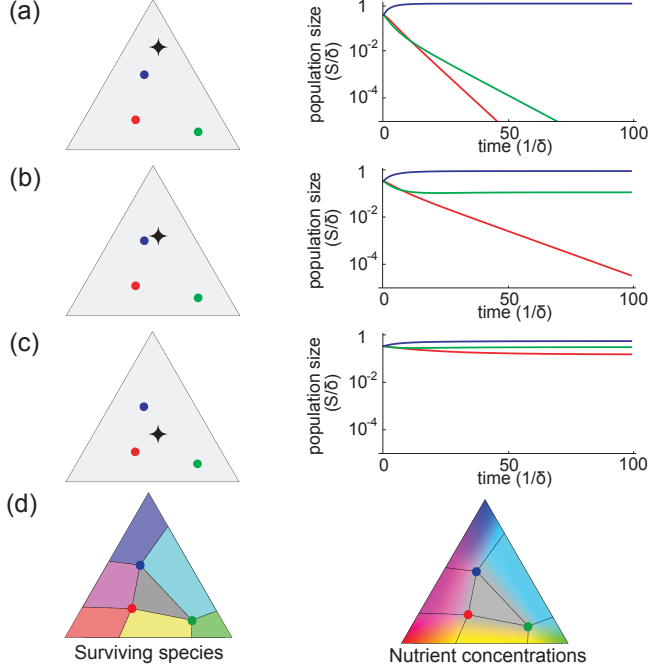 (a)
population size
(S/δ)
1
10-2
10-4
0
50
100
time (1/δ)
(b)
population size
(S/δ)
1
10-2
10-4
0
50
100
time (1/δ)
(c)
population size
(S/δ)
1
10-2
10-4
0
50
100
time (1/δ)
(d)
Surviving species
Nutrient concentrations